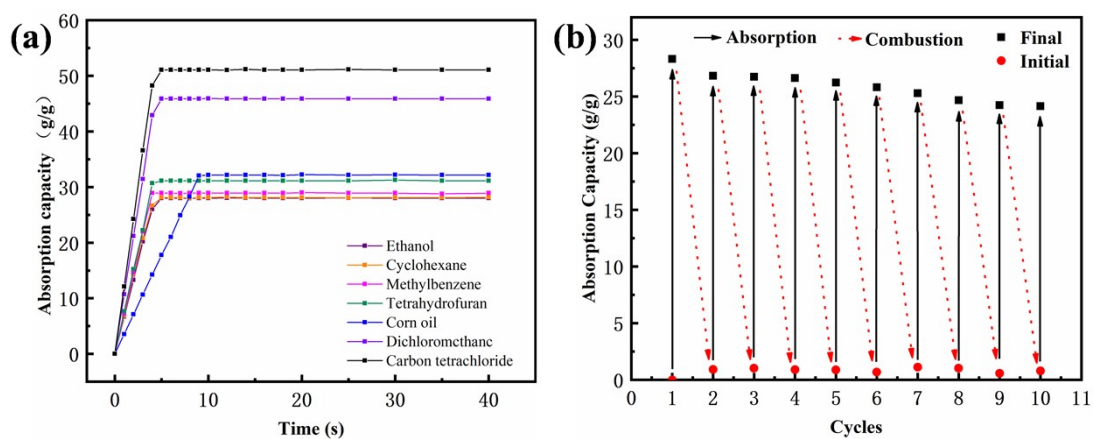 (a)
60
50
40
30
20
10
0
Absorption capacity （g/g）
Ethanol
Cyclohexane
Methylbenzene
Tetrahydrofuran
Corn oil
Dichloromethanc
Carbon tetrachloride
0 10 20 30 40
Time (s)
(b)
30
25
20
15
10
5
0
Absorption Capacity (g/g)
Absorption Combustion Final
Initial
0 1 2 3 4 5 6 7 8 9 10 11
Cycles